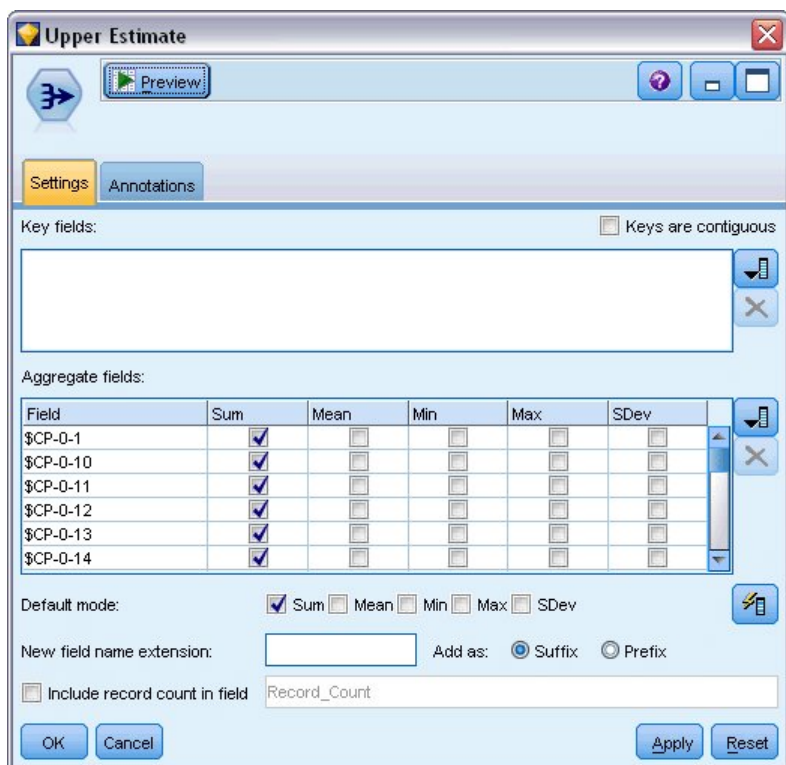 Upper Estimate
Preview
Settings Annotations
Key fields: Keys are contiguous
Aggregate fields:
Field Sum Mean Min Max SDev
$CP-0-1
$CP-0-10
$CP-0-11
$CP-0-12
$CP-0-13
$CP-0-14
Default mode: Sum Mean Min Max SDev
New field name extension: Add as: Suffix Prefix
Include record count in field Record_Count
OK Cancel Apply Reset